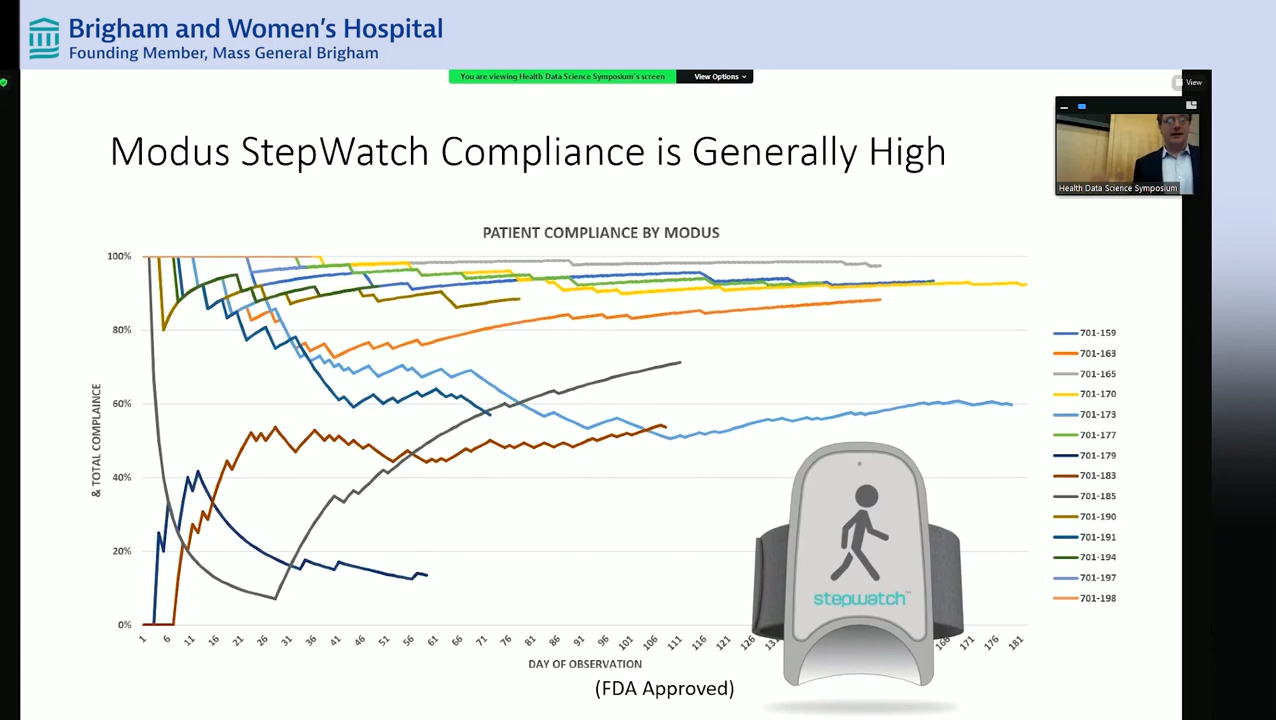 Brigham and Women's Hospital
Founding Member, Mass General Brigham
You are viewing Health Data Science Symposium's screen
View Options
View
Health Data Science Symposium
Modus StepWatch Compliance is Generally High
PATIENT COMPLIANCE BY MODUS
100%
80%
60%
40%
20%
0%
& TOTAL COMPLAINCE
1 6 11 16 21 26 31 36 41 46 51 56 61 66 71 76 81 86 91 96 101 106 111 116 121 126 166 171 176 181
DAY OF OBSERVATION
(FDA Approved)
stepwatch™
701-159
701-163
701-165
701-170
701-173
701-177
701-179
701-183
701-185
701-190
701-191
701-194
701-197
701-198